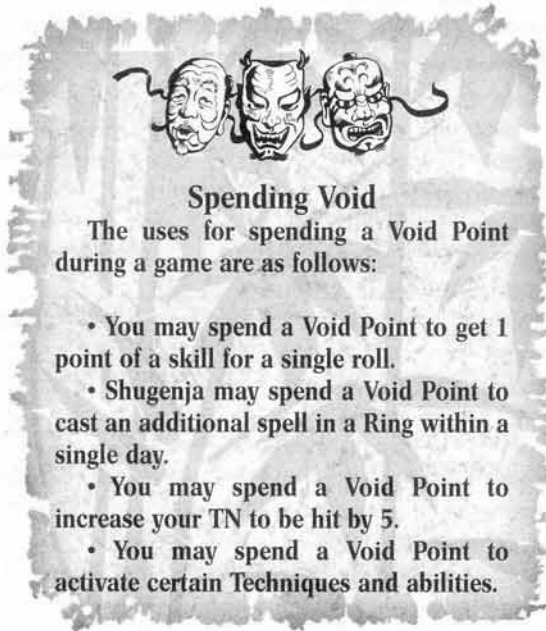 Spending Void
The uses for spending a Void Point
during a game are as follows:
• You may spend a Void Point to get 1
point of a skill for a single roll.
• Shugenja may spend a Void Point to
cast an additional spell in a Ring within a
single day.
• You may spend a Void Point to
increase your TN to be hit by 5.
• You may spend a Void Point to
activate certain Techniques and abilities.